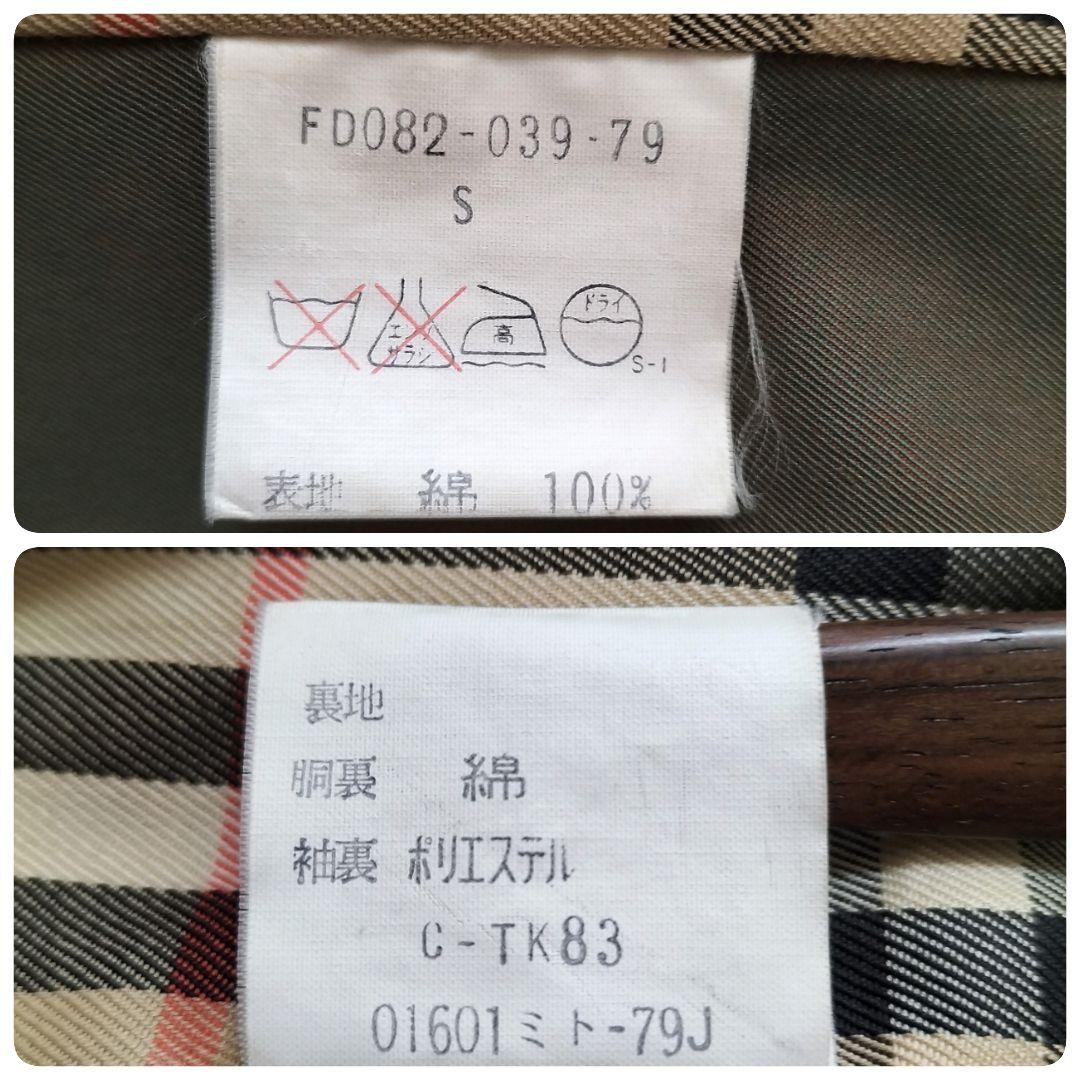 FD082-039-79
S
エンソ
サラシ
高
ドライ
S-1
表地 綿 100%
裏地
胴裏 綿
袖裏 ポリエステル
C-TK83
01601ミト-79J